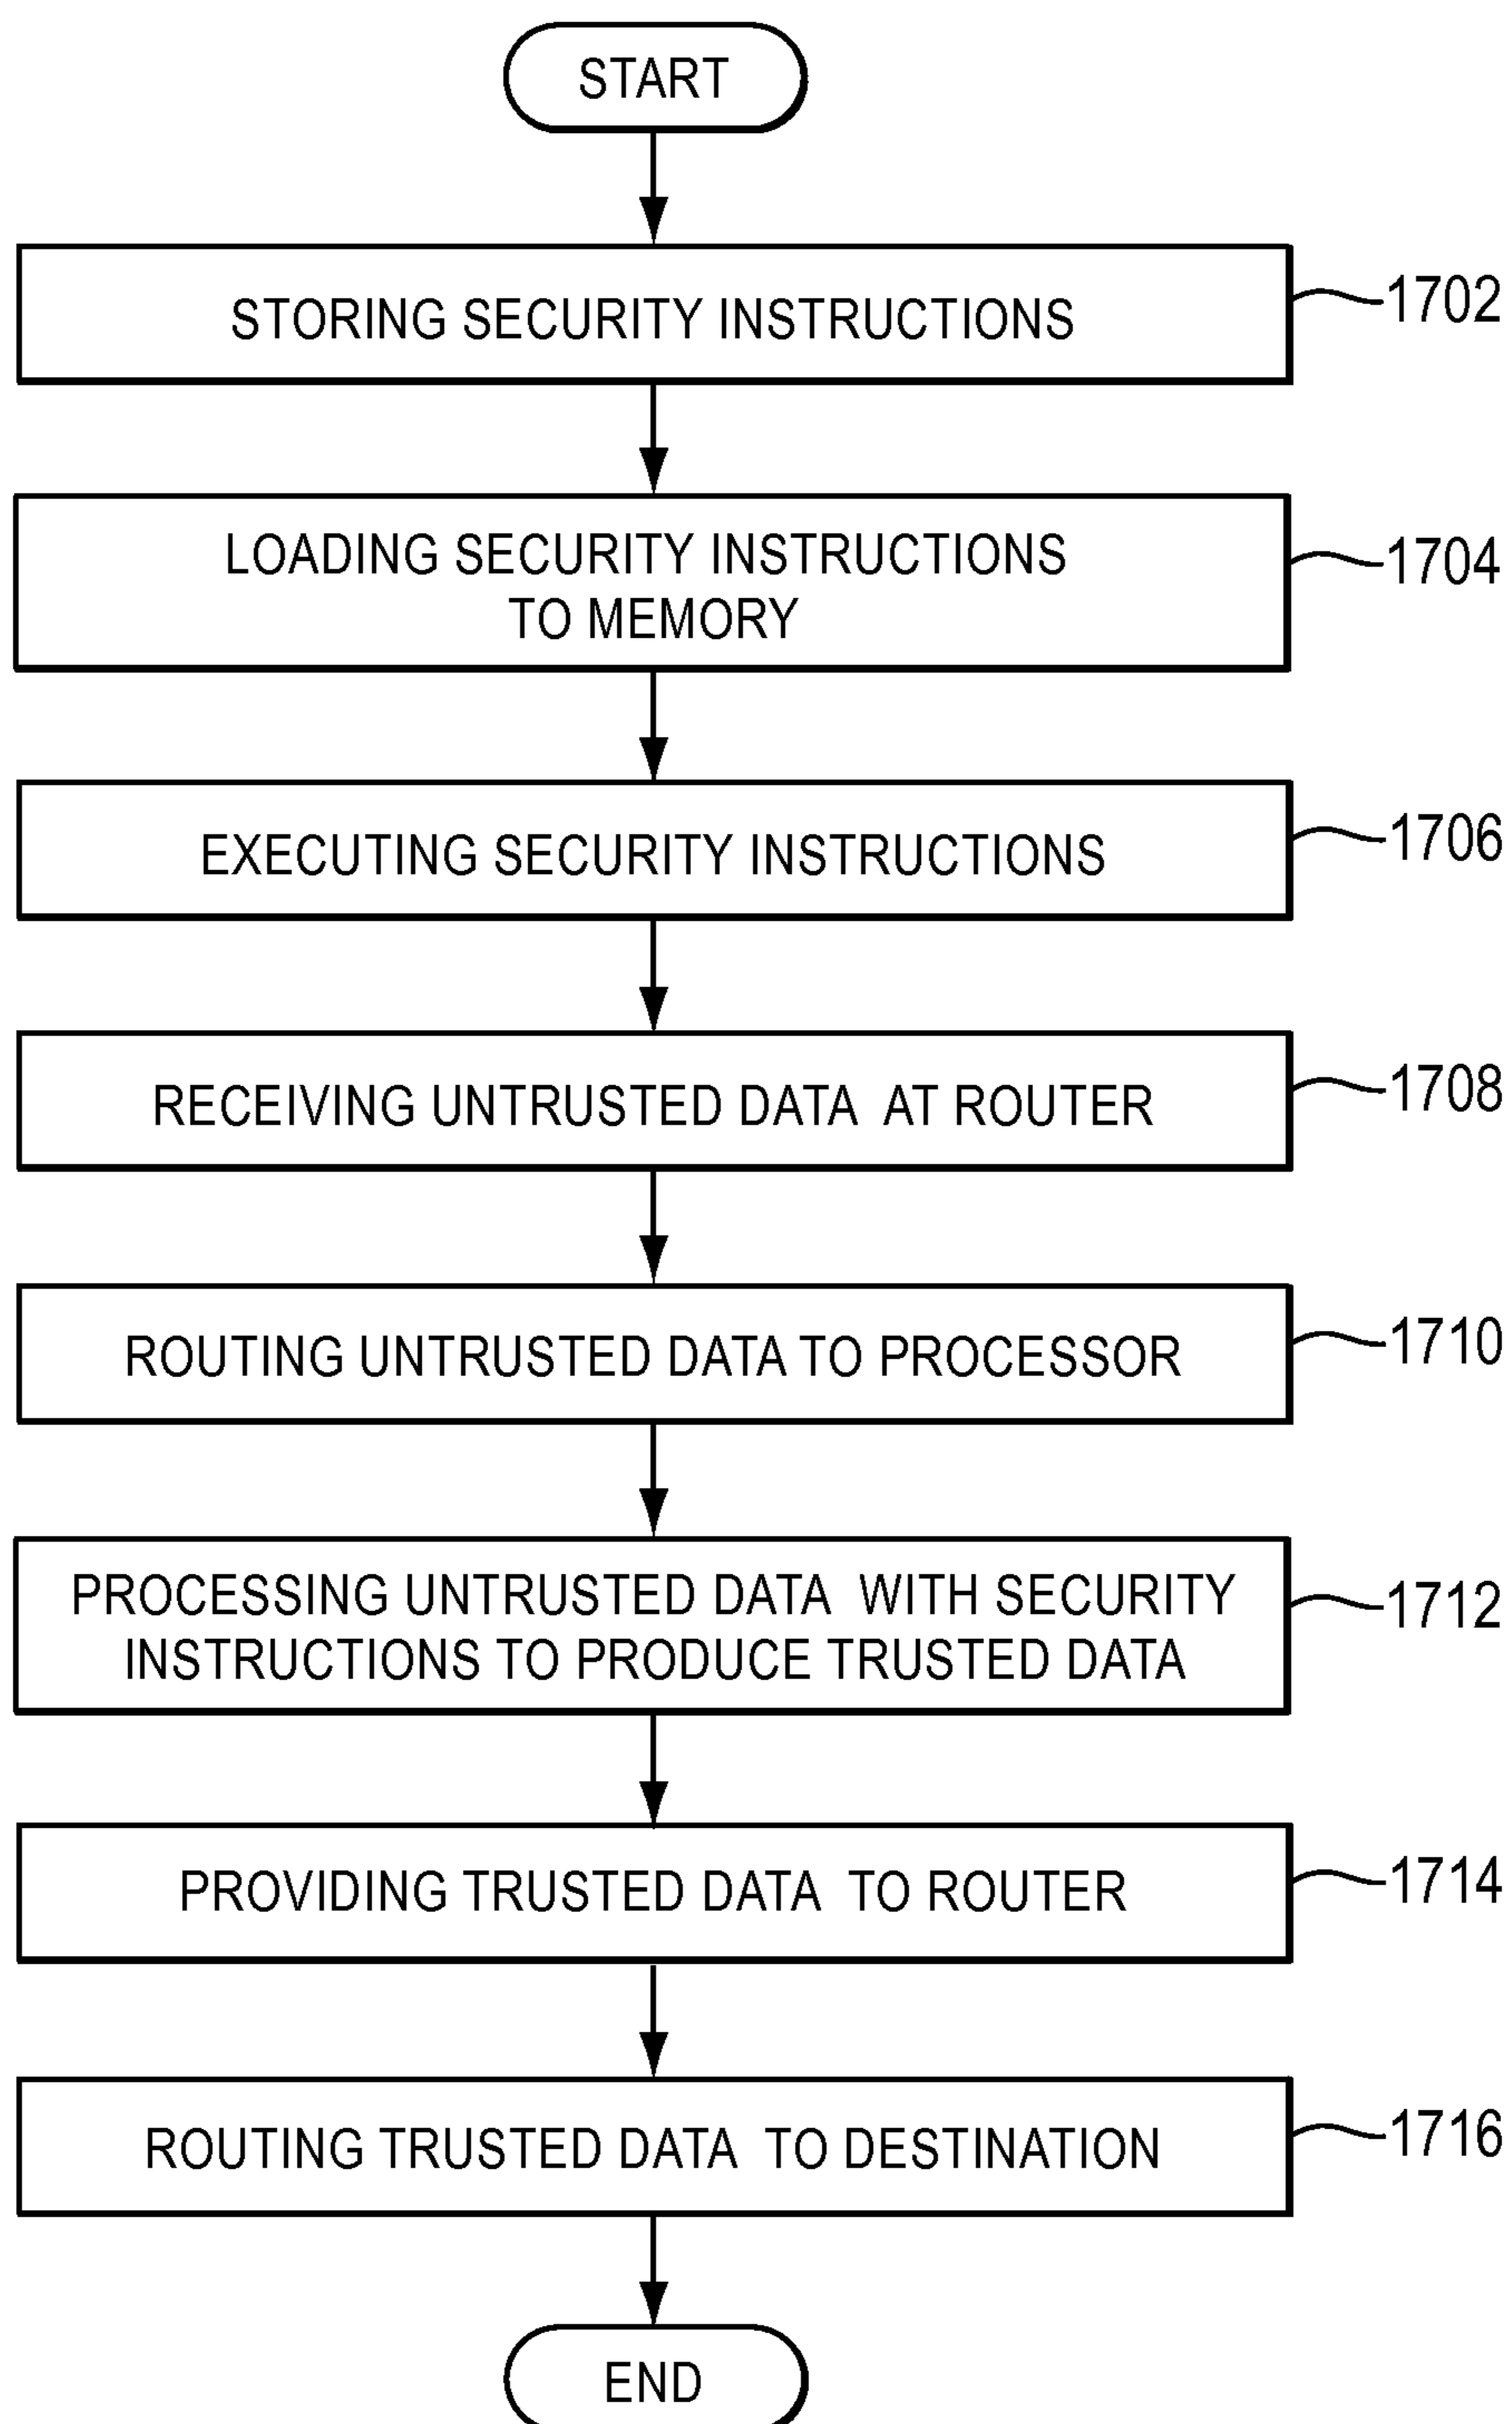 START
STORING SECURITY INSTRUCTIONS
1702
LOADING SECURITY INSTRUCTIONS
TO MEMORY
1704
EXECUTING SECURITY INSTRUCTIONS
1706
RECEIVING UNTRUSTED DATA AT ROUTER
1708
ROUTING UNTRUSTED DATA TO PROCESSOR
1710
PROCESSING UNTRUSTED DATA WITH SECURITY
INSTRUCTIONS TO PRODUCE TRUSTED DATA
1712
PROVIDING TRUSTED DATA TO ROUTER
1714
ROUTING TRUSTED DATA TO DESTINATION
1716
END